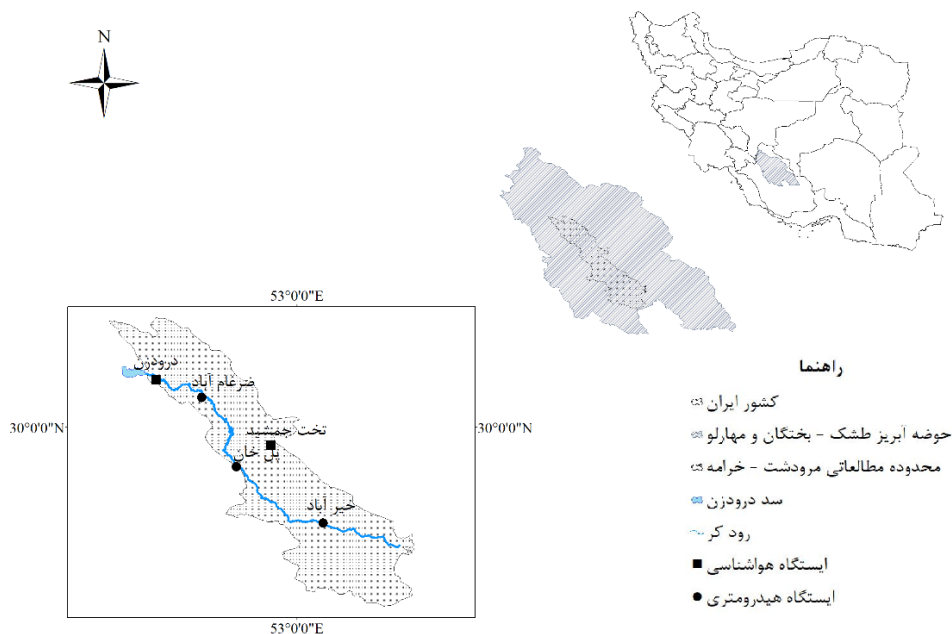 N
53°0'0"E
درودزن
ضرغام آباد
30°0'0"N
30°0'0"N
تخت جمشید
پل خان
خیر آباد
53°0'0"E
راهنما
کشور ایران
حوضه آبریز طشک - بختگان و مهارلو
محدوده مطالعاتی مرودشت - خرامه
سد درودزن
رود کر
ایستگاه هواشناسی
ایستگاه هیدرومتری